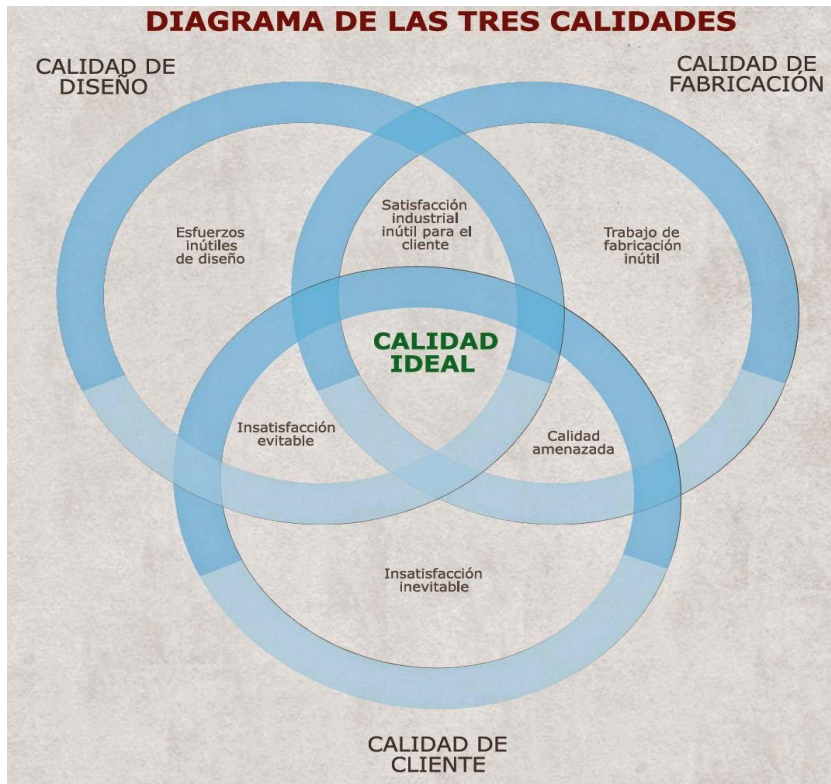 DIAGRAMA DE LAS TRES CALIDADES
CALIDAD DE
DISEÑO
CALIDAD DE
FABRICACIÓN
Esfuerzos
inútiles
de diseño
Satisfacción
industrial
inútil para el
cliente
Trabajo de
fabricación
inútil
CALIDAD
IDEAL
Insatisfacción
evitable
Calidad
amenazada
Insatisfacción
inevitable
CALIDAD DE
CLIENTE